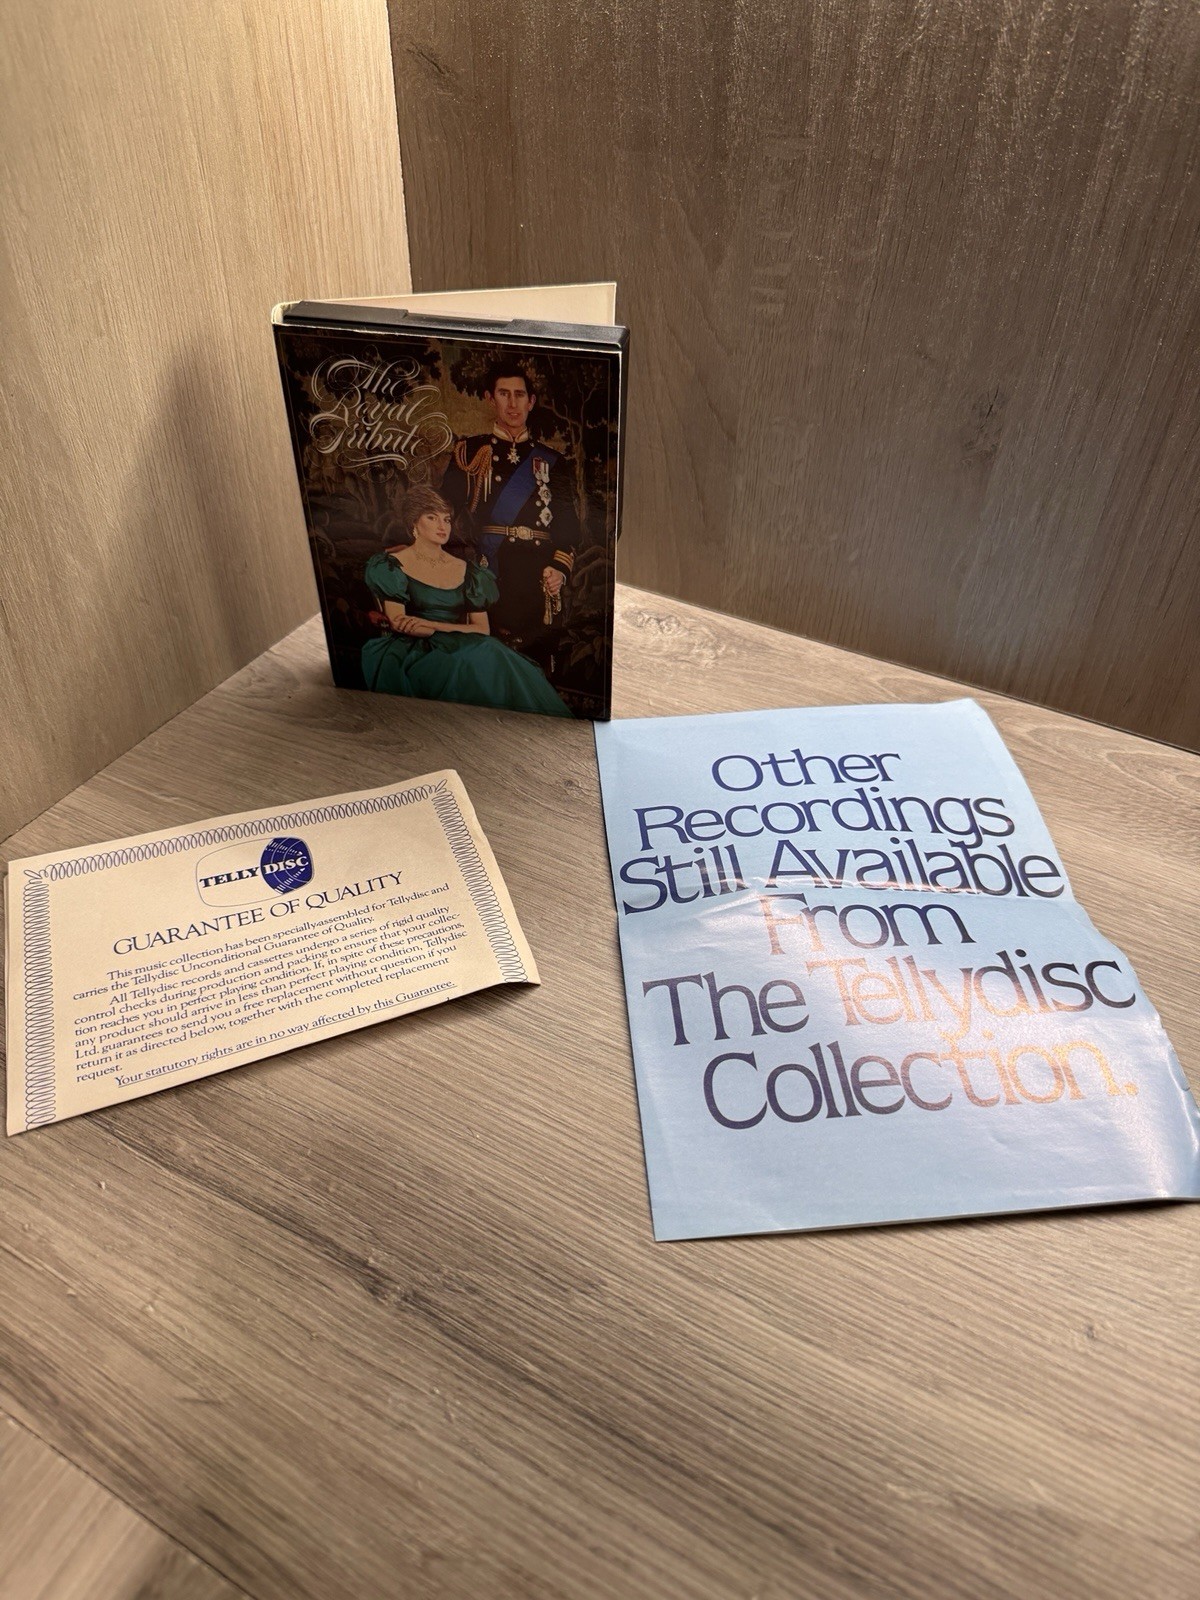 The
Royal
Tribute
TELLY DISC
GUARANTEE OF QUALITY
This music collection has been specially assembled for Tellydisc and
carries the Tellydisc Unconditional Guarantee of Quality.
All Tellydisc records and cassettes undergo a series of rigid quality
control checks during production and packing to ensure that your collec-
tion reaches you in perfect playing condition. If, in spite of these precautions,
any product should arrive in less than perfect playing condition, Tellydisc
Ltd. guarantees to send you a free replacement without question if you
return it as directed below, together with the completed replacement
request.
Your statutory rights are in no way affected by this Guarantee.
Other
Recordings
Still Available
From
The Tellydisc
Collection.